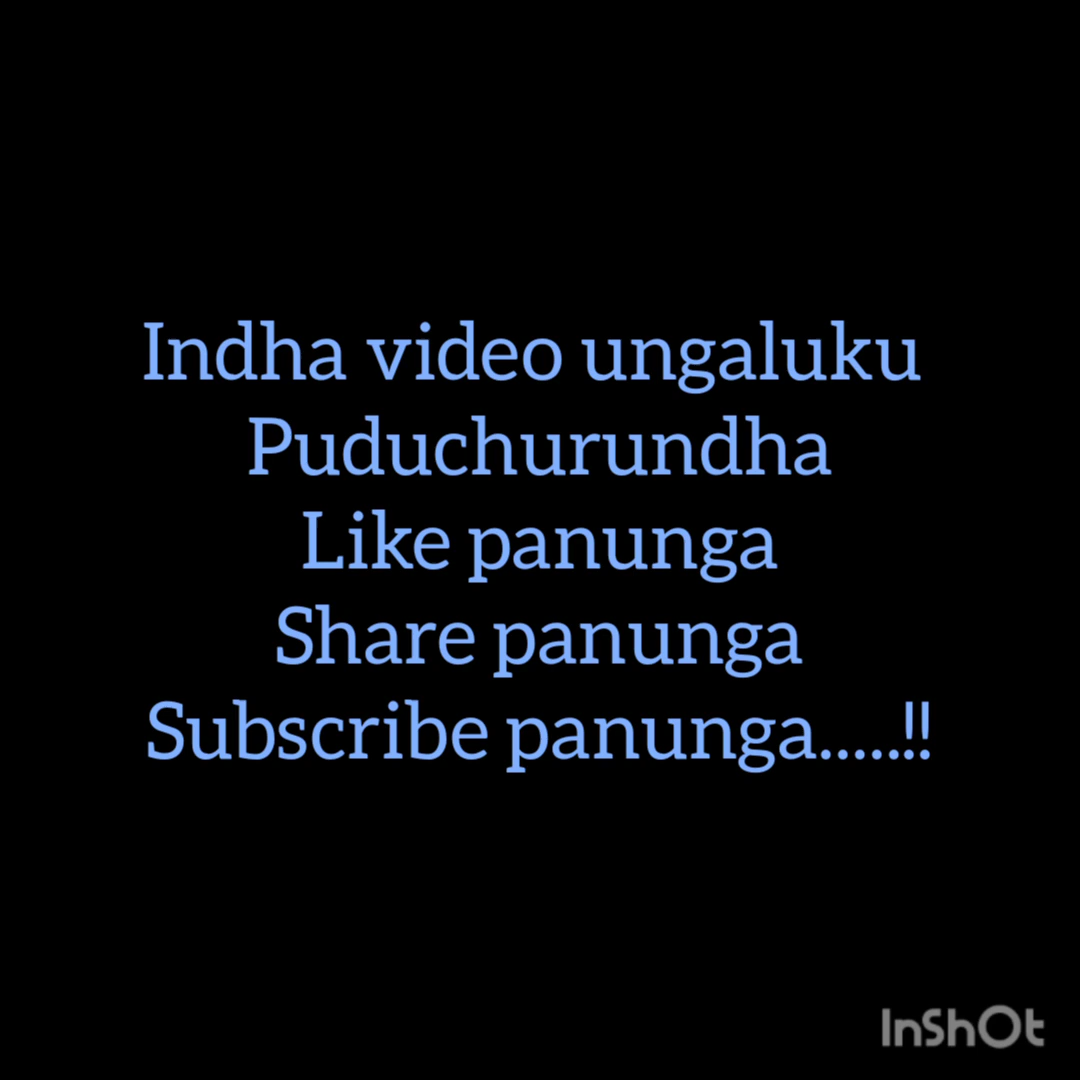 Indha video ungaluku
Puduchurundha
Like panunga
Share panunga
Subscribe panunga.....!!
InShOt